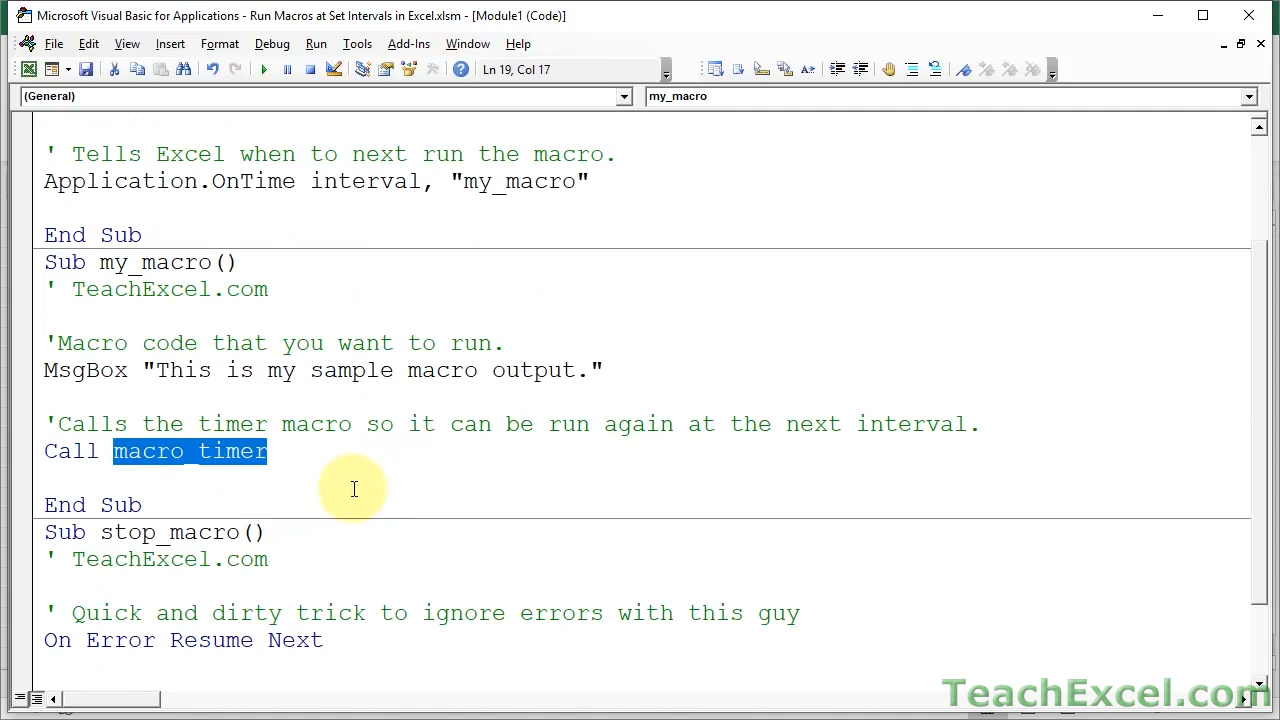 Microsoft Visual Basic for Applications - Run Macros at Set Intervals in Excel.xlsm - [Module1 (Code)]
File Edit View Insert Format Debug Run Tools Add-Ins Window Help
Ln 19, Col 17
(General) my_macro
' Tells Excel when to next run the macro.
Application.OnTime interval, "my_macro"
End Sub
Sub my_macro()
' TeachExcel.com
'Macro code that you want to run.
MsgBox "This is my sample macro output."
'Calls the timer macro so it can be run again at the next interval.
Call macro_timer
End Sub
Sub stop_macro()
' TeachExcel.com
' Quick and dirty trick to ignore errors with this guy
On Error Resume Next
TeachExcel.com